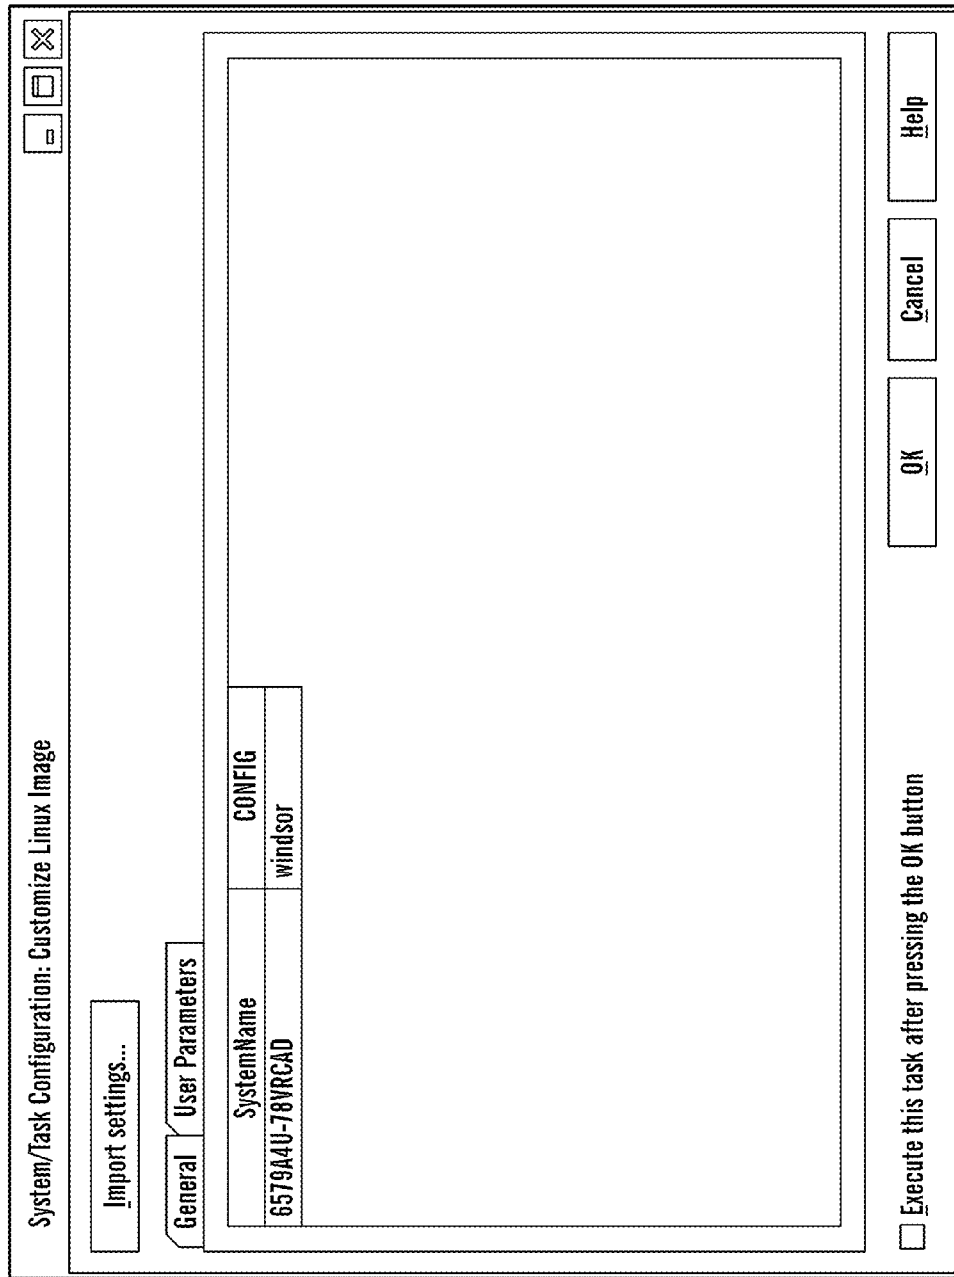 System/Task Configuration: Customize Linux Image
Import settings...
General User Parameters
SystemName CONFIG
6579A4U-78VRCAD windsor
Execute this task after pressing the OK button
OK Cancel Help